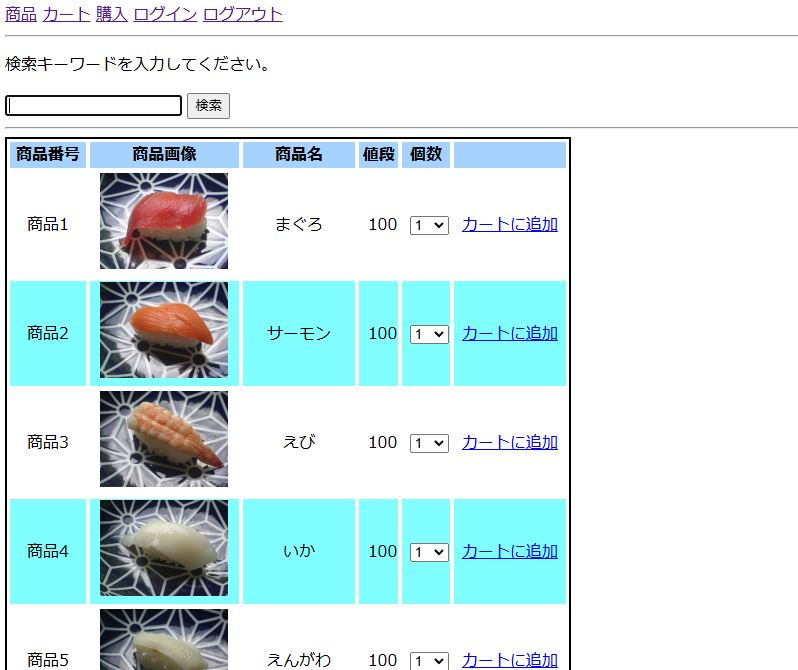 商品 カート 購入 ログイン ログアウト
検索キーワードを入力してください。
検索
商品番号 商品画像 商品名 値段 個数
商品1 まぐろ 100 1 カートに追加
商品2 サーモン 100 1 カートに追加
商品3 えび 100 1 カートに追加
商品4 いか 100 1 カートに追加
商品5 えんがわ 100 1 カートに追加